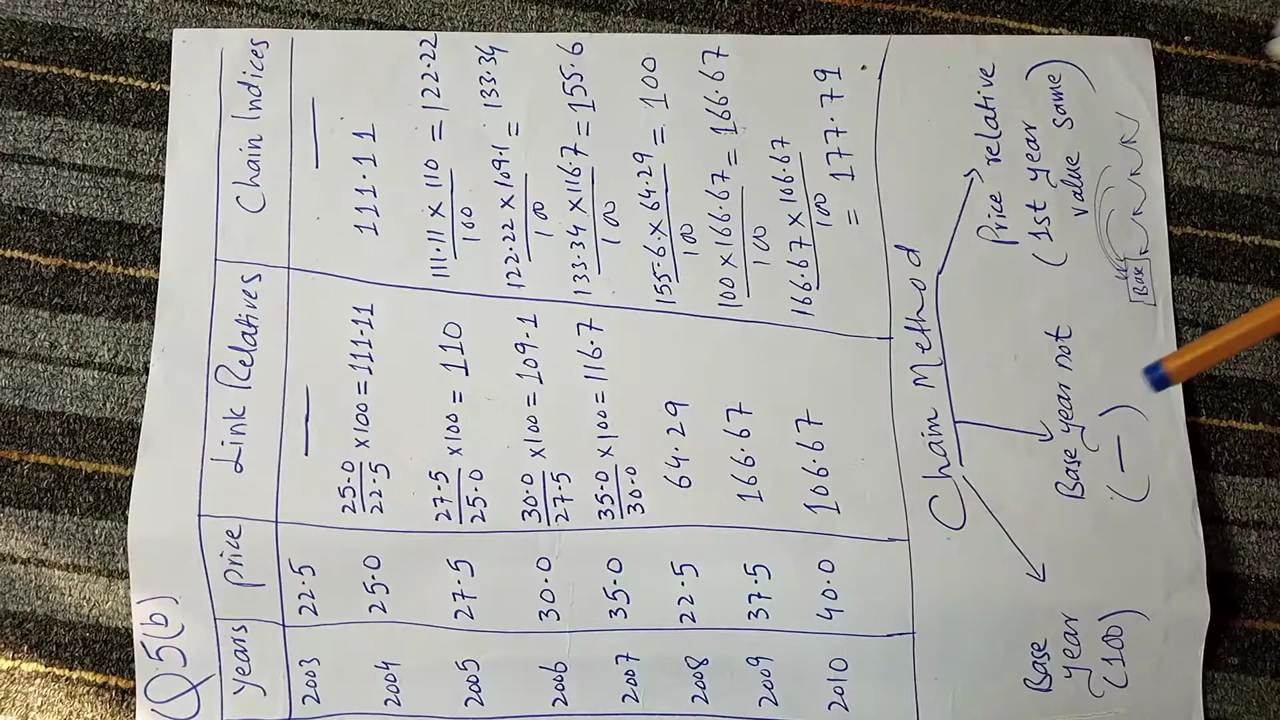 Q5(b)
Years Price Link Relatives Chain Indices
2003 22.5 — —
2004 25.0 25.0/22.5 ×100 = 111.11 111.11
2005 27.5 27.5/25.0 ×100 = 110 111.11 × 110/100 = 122.22
2006 30.0 30.0/27.5 ×100 = 109.1 122.22 × 109.1/100 = 133.34
2007 35.0 35.0/30.0 ×100 = 116.7 133.34 × 116.7/100 = 155.6
2008 22.5 64.29 155.6 × 64.29/100 = 100
2009 37.5 166.67 100 × 166.67/100 = 166.67
2010 40.0 106.67 166.67 × 106.67/100
= 177.79
Chain Method
Base
year
(100)
Base year not
(—)
Price relative
(1st year
value same)
Base